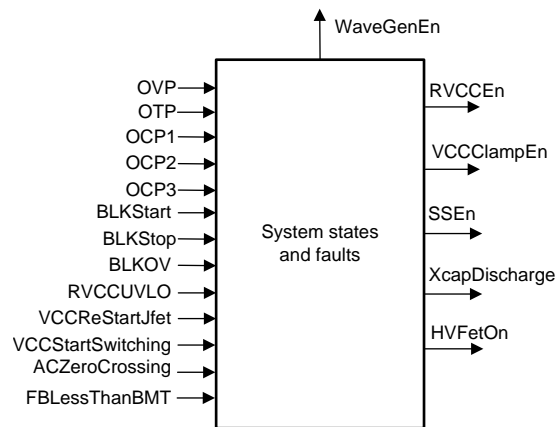 WaveGenEn
OVP
OTP
OCP1
OCP2
OCP3
BLKStart
BLKStop
BLKOV
RVCCUVLO
VCCReStartJfet
VCCStartSwitching
ACZeroCrossing
FBLessThanBMT
System states
and faults
RVCCEn
VCCClampEn
SSEn
XcapDischarge
HVFetOn